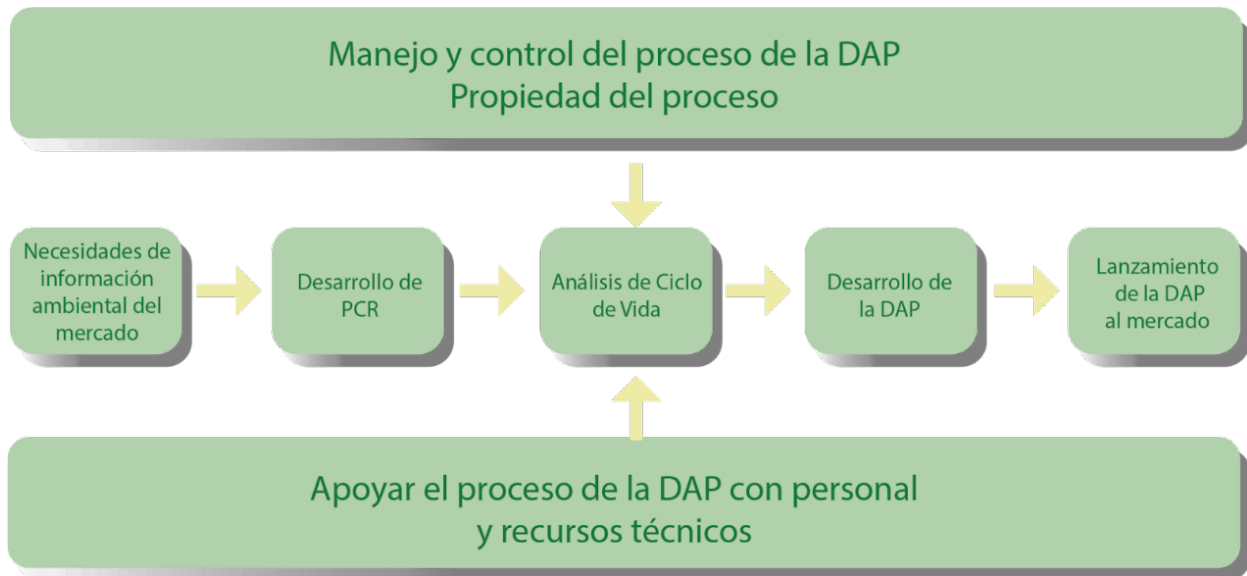 Manejo y control del proceso de la DAP
Propiedad del proceso
Necesidades de
información
ambiental del
mercado
Desarrollo de
PCR
Análisis de Ciclo
de Vida
Desarrollo de
la DAP
Lanzamiento
de la DAP
al mercado
Apoyar el proceso de la DAP con personal
y recursos técnicos